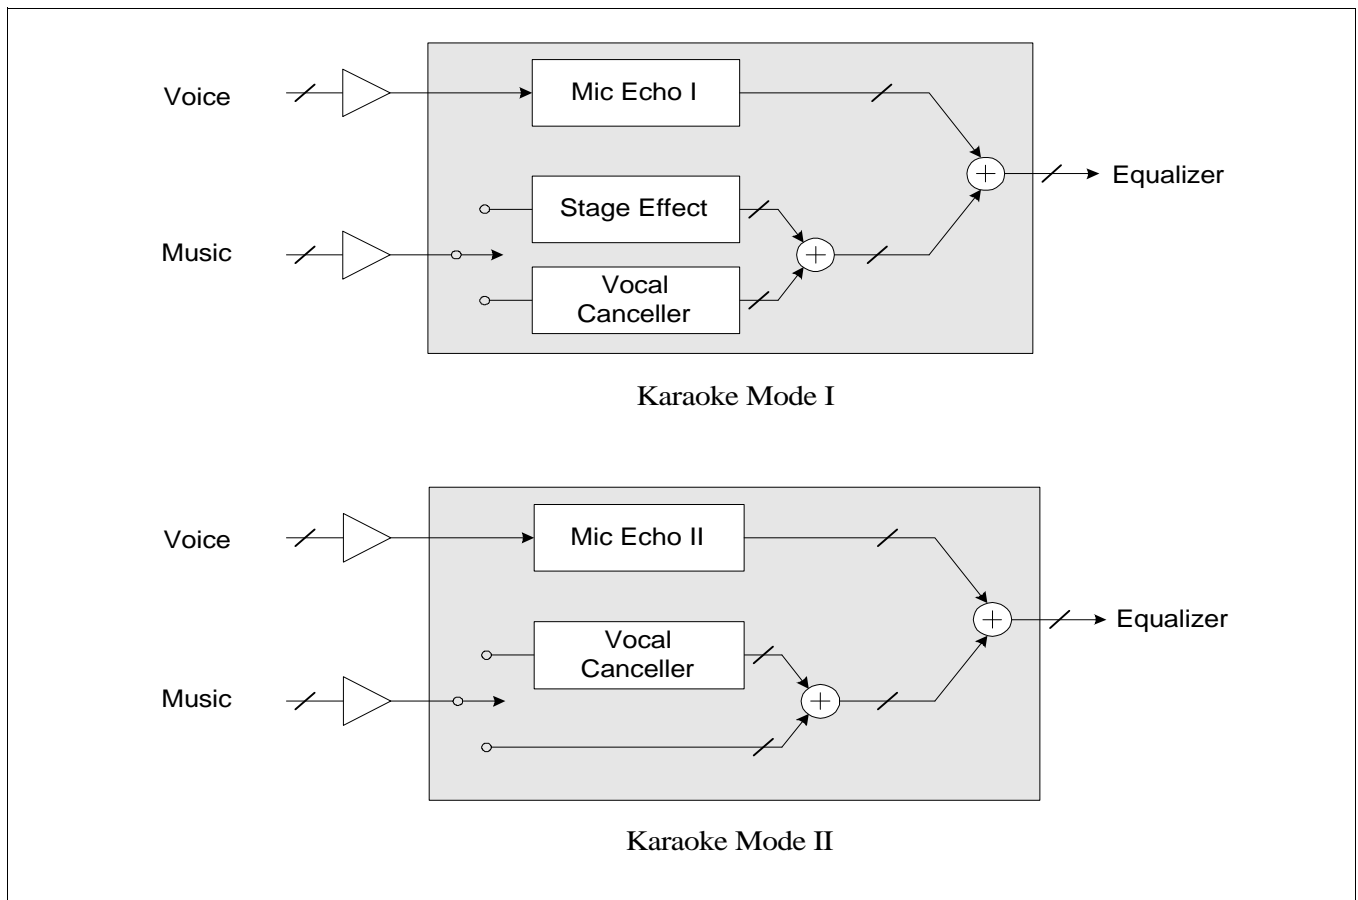 Voice
Mic Echo I
Stage Effect
Equalizer
Music
Vocal
Canceller
Karaoke Mode I
Voice
Mic Echo II
Equalizer
Vocal
Canceller
Music
Karaoke Mode II